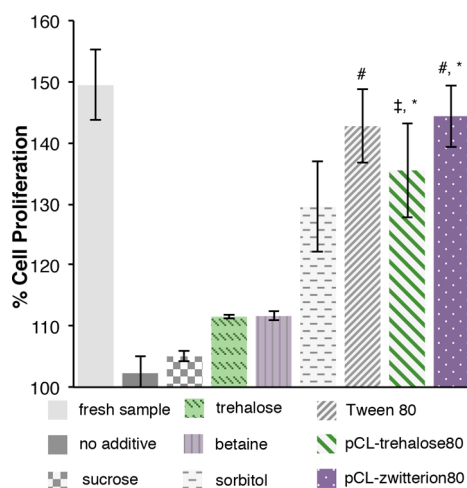 160
150
140
130
120
110
100
% Cell Proliferation
#
‡, *
#, *
fresh sample
trehalose
Tween 80
no additive
betaine
pCL-trehalose80
sucrose
sorbitol
pCL-zwitterion80